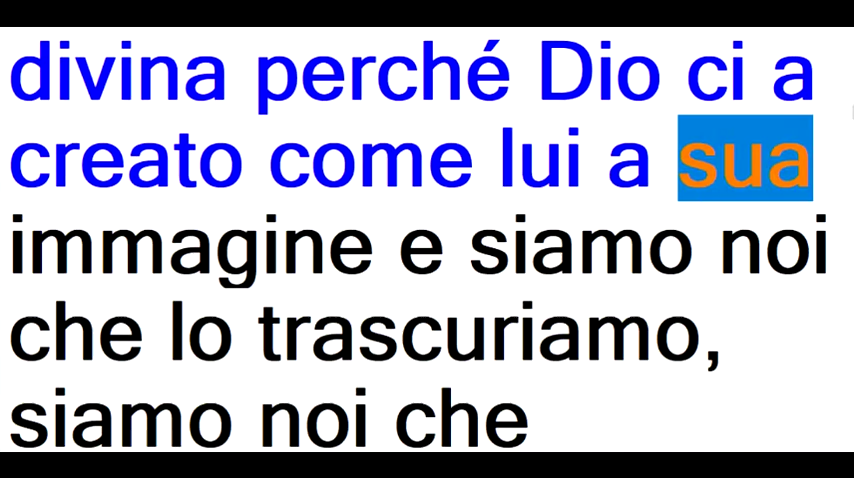 divina perché Dio ci a
creato come lui a sua
immagine e siamo noi
che lo trascuriamo,
siamo noi che